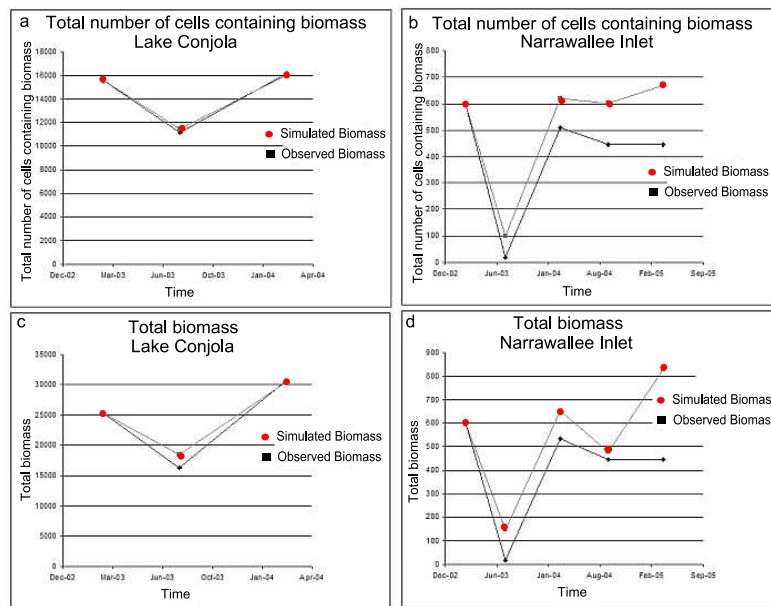 a
Total number of cells containing biomass
Lake Conjola
Total number of cells containing biomass
18000
16000
14000
12000
10000
8000
6000
4000
2000
0
Simulated Biomass
Observed Biomass
Dec-02 Mar-03 Jun-03 Oct-03 Jan-04 Apr-04
Time
b
Total number of cells containing biomass
Narrawallee Inlet
Total number of cells containing biomass
800
700
600
500
400
300
200
100
0
Simulated Biomass
Observed Biomass
Dec-02 Jun-03 Jan-04 Aug-04 Feb-05 Sep-05
Time
c
Total biomass
Lake Conjola
Total biomass
35000
30000
25000
20000
15000
10000
5000
0
Simulated Biomass
Observed Biomass
Dec-02 Mar-03 Jun-03 Oct-03 Jan-04 Apr-04
Time
d
Total biomass
Narrawallee Inlet
Total biomass
900
800
700
600
500
400
300
200
100
0
Simulated Biomass
Observed Biomass
Dec-02 Jun-03 Jan-04 Aug-04 Feb-05 Sep-05
Time